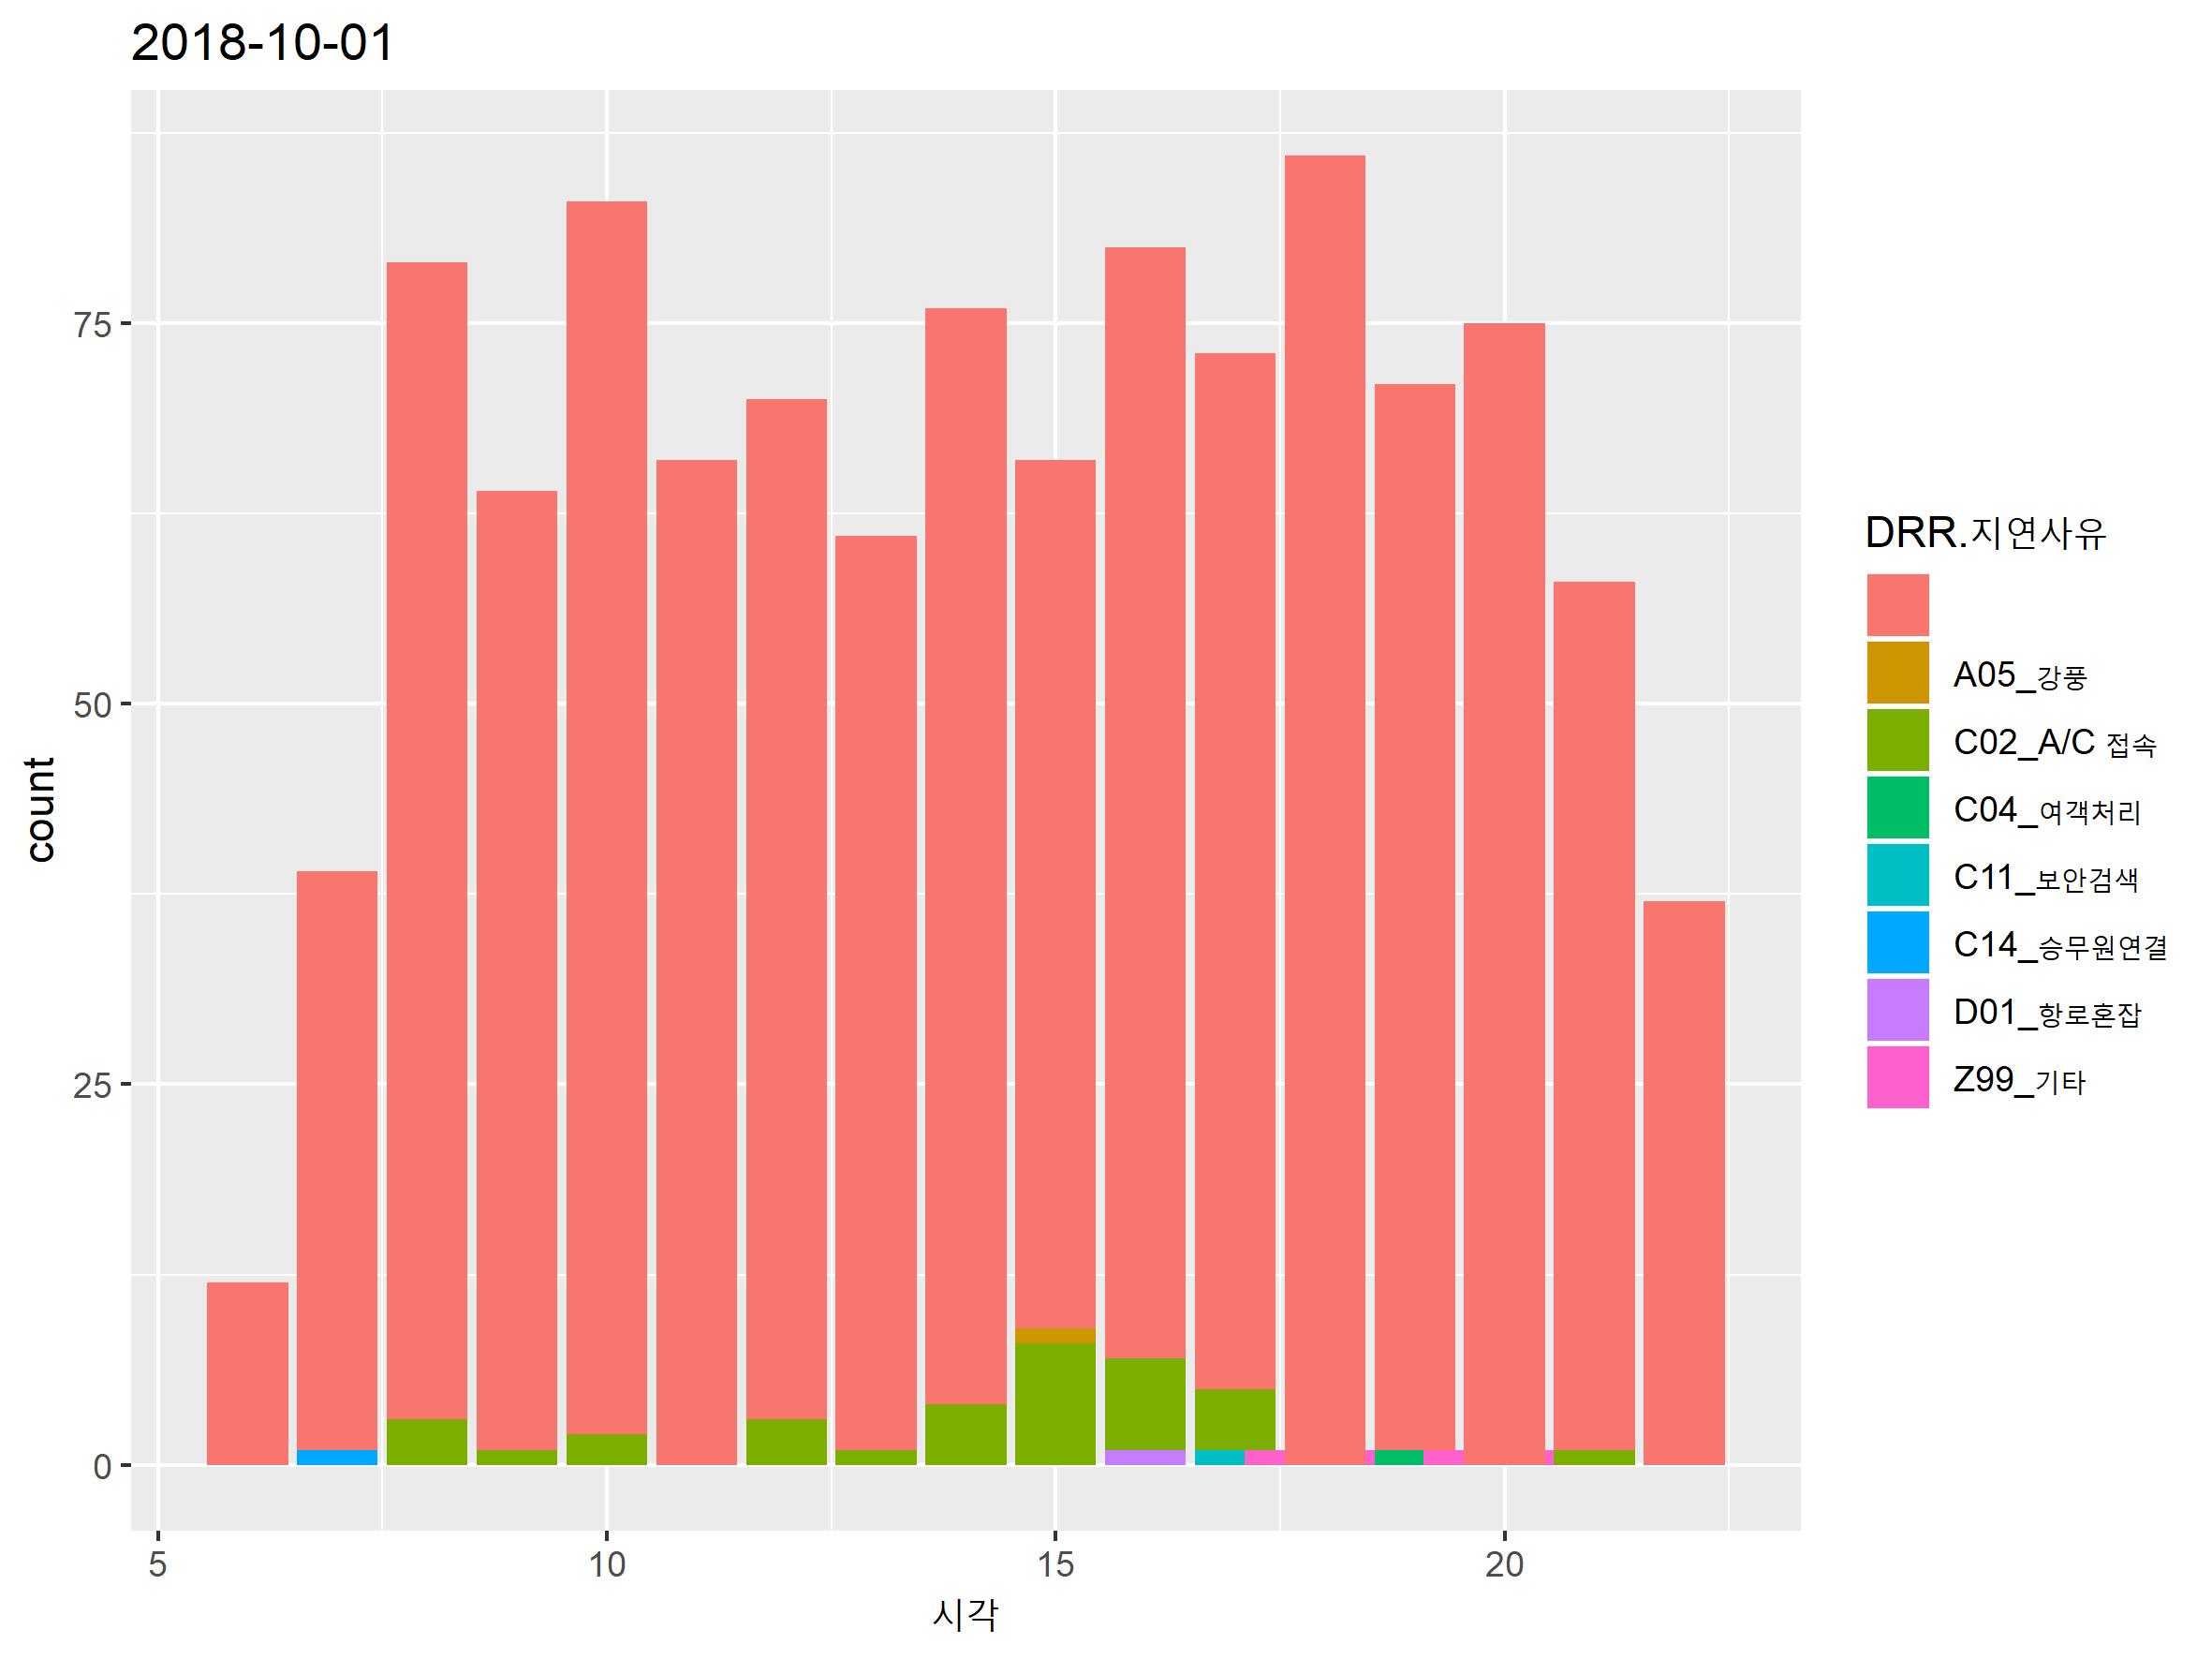 2018-10-01
count
75
50
25
0
5
10
15
20
시각
DRR.지연사유
A05_강풍
C02_A/C 접속
C04_여객처리
C11_보안검색
C14_승무원연결
D01_항로혼잡
Z99_기타